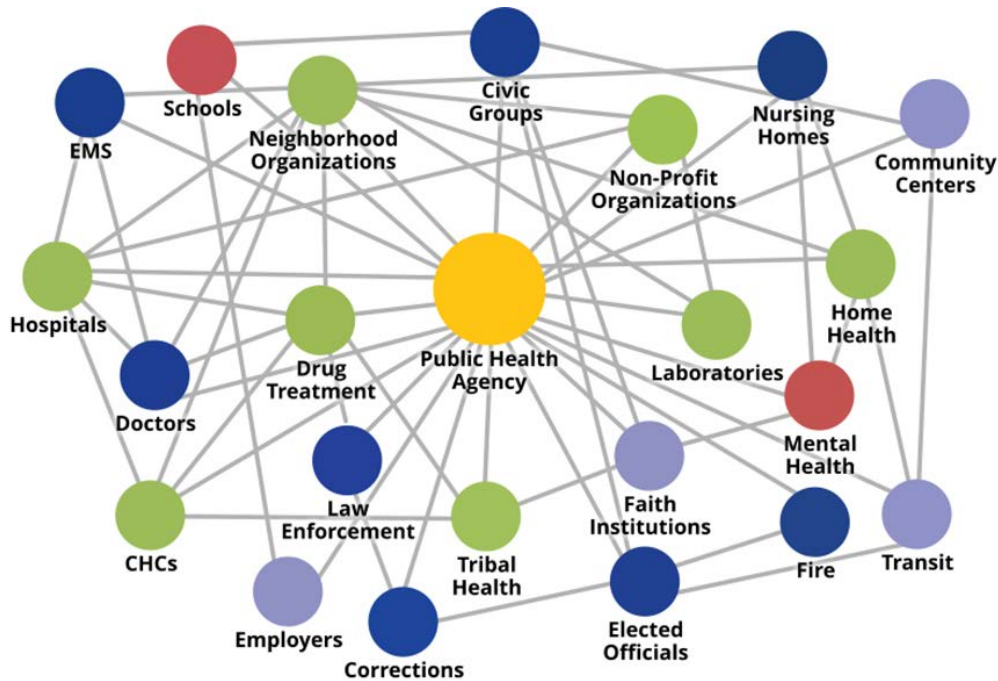 Schools
EMS
Neighborhood
Organizations
Civic
Groups
Nursing
Homes
Non-Profit
Organizations
Community
Centers
Hospitals
Doctors
Drug
Treatment
Public Health
Agency
Laboratories
Home
Health
Mental
Health
CHCs
Law
Enforcement
Tribal
Health
Faith
Institutions
Fire
Transit
Employers
Corrections
Elected
Officials